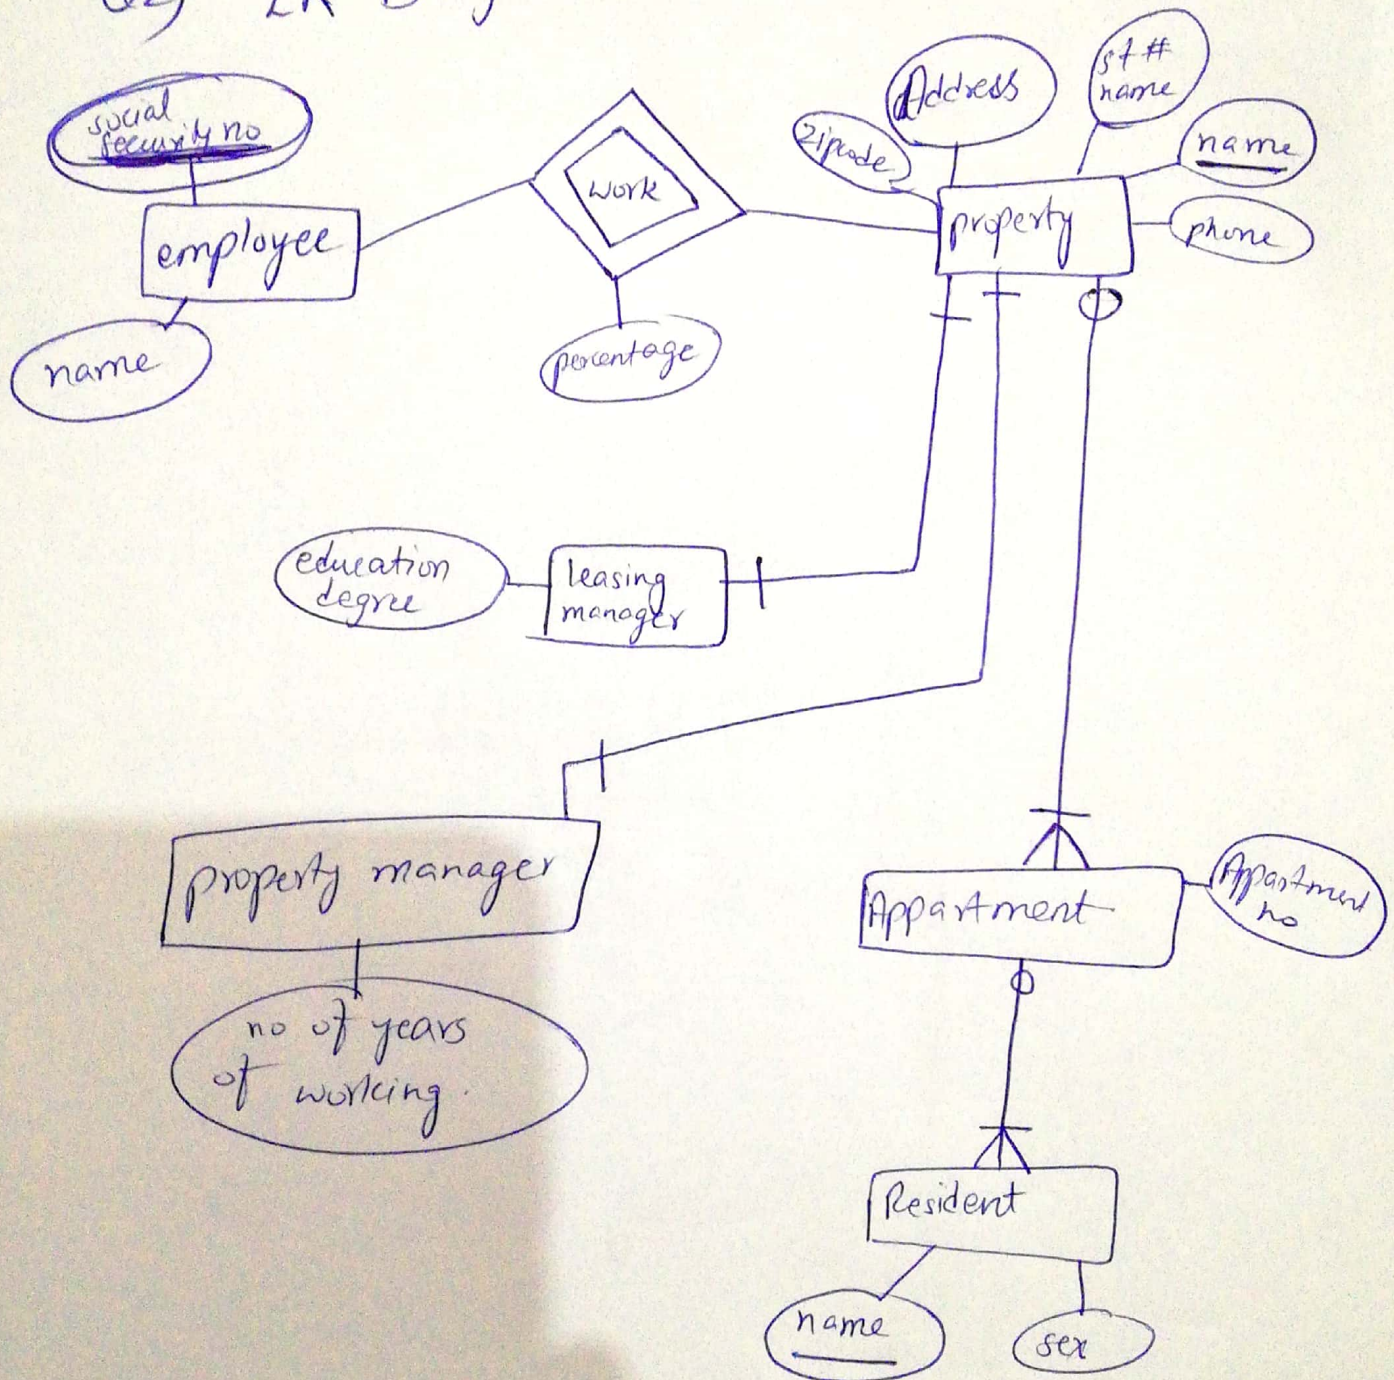 ER D
social
security no
employee
name
work
percentage
Address
zipcode
st #
name
name
phone
property
education
degree
leasing
manager
property manager
no of years
of working.
Appartment
Appartment
no
Resident
name
sex